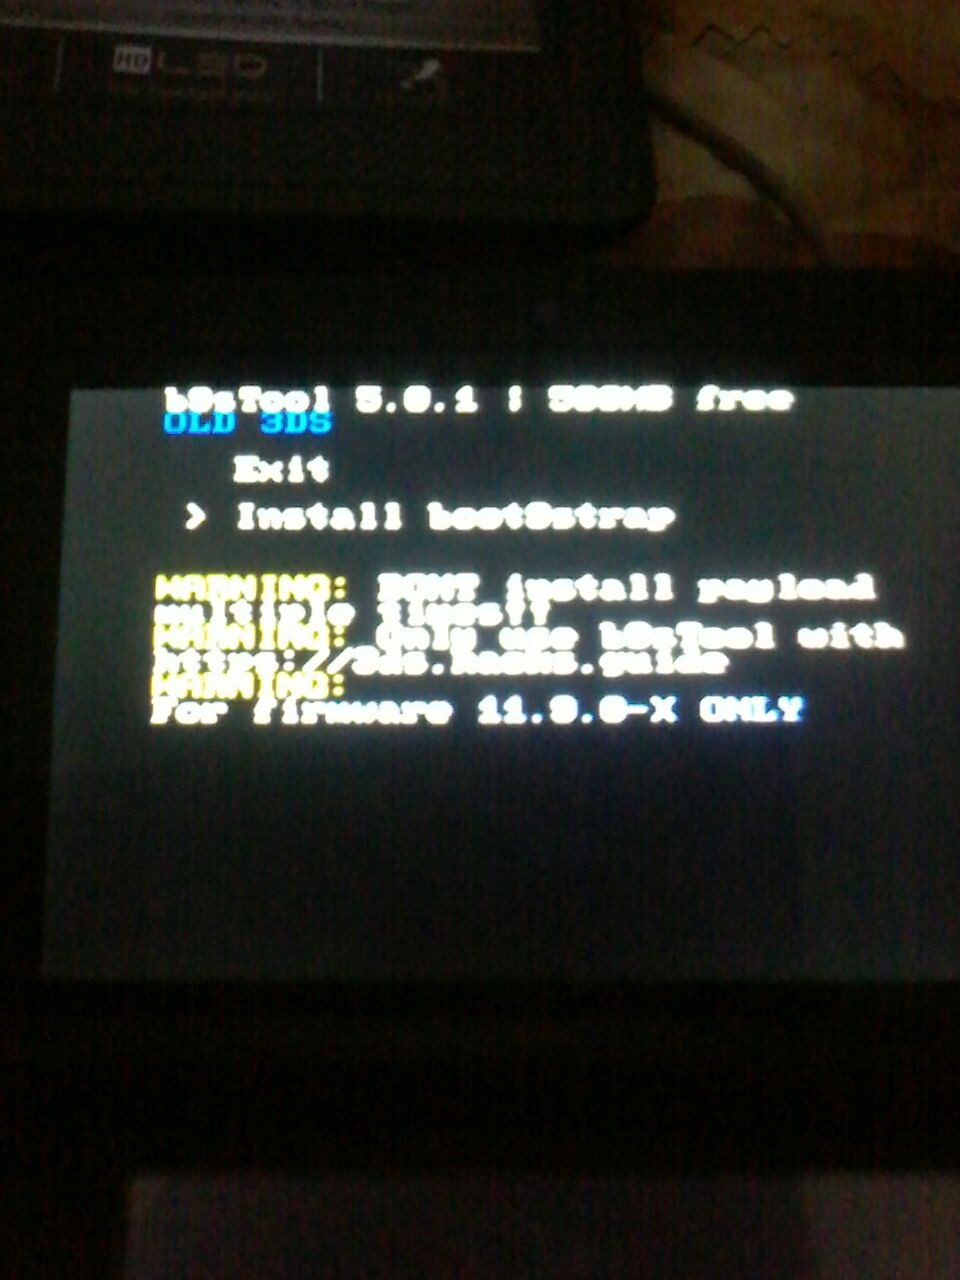 HD
b9sTool 5.0.1 | free
OLD 3DS
Exit
> Install boot9strap
WARNING: DONT install payload
multiple times!!
WARNING: Only use b9sTool with
https://3ds.hacks.guide
WARNING:
For firmware 11.9.0-X ONLY